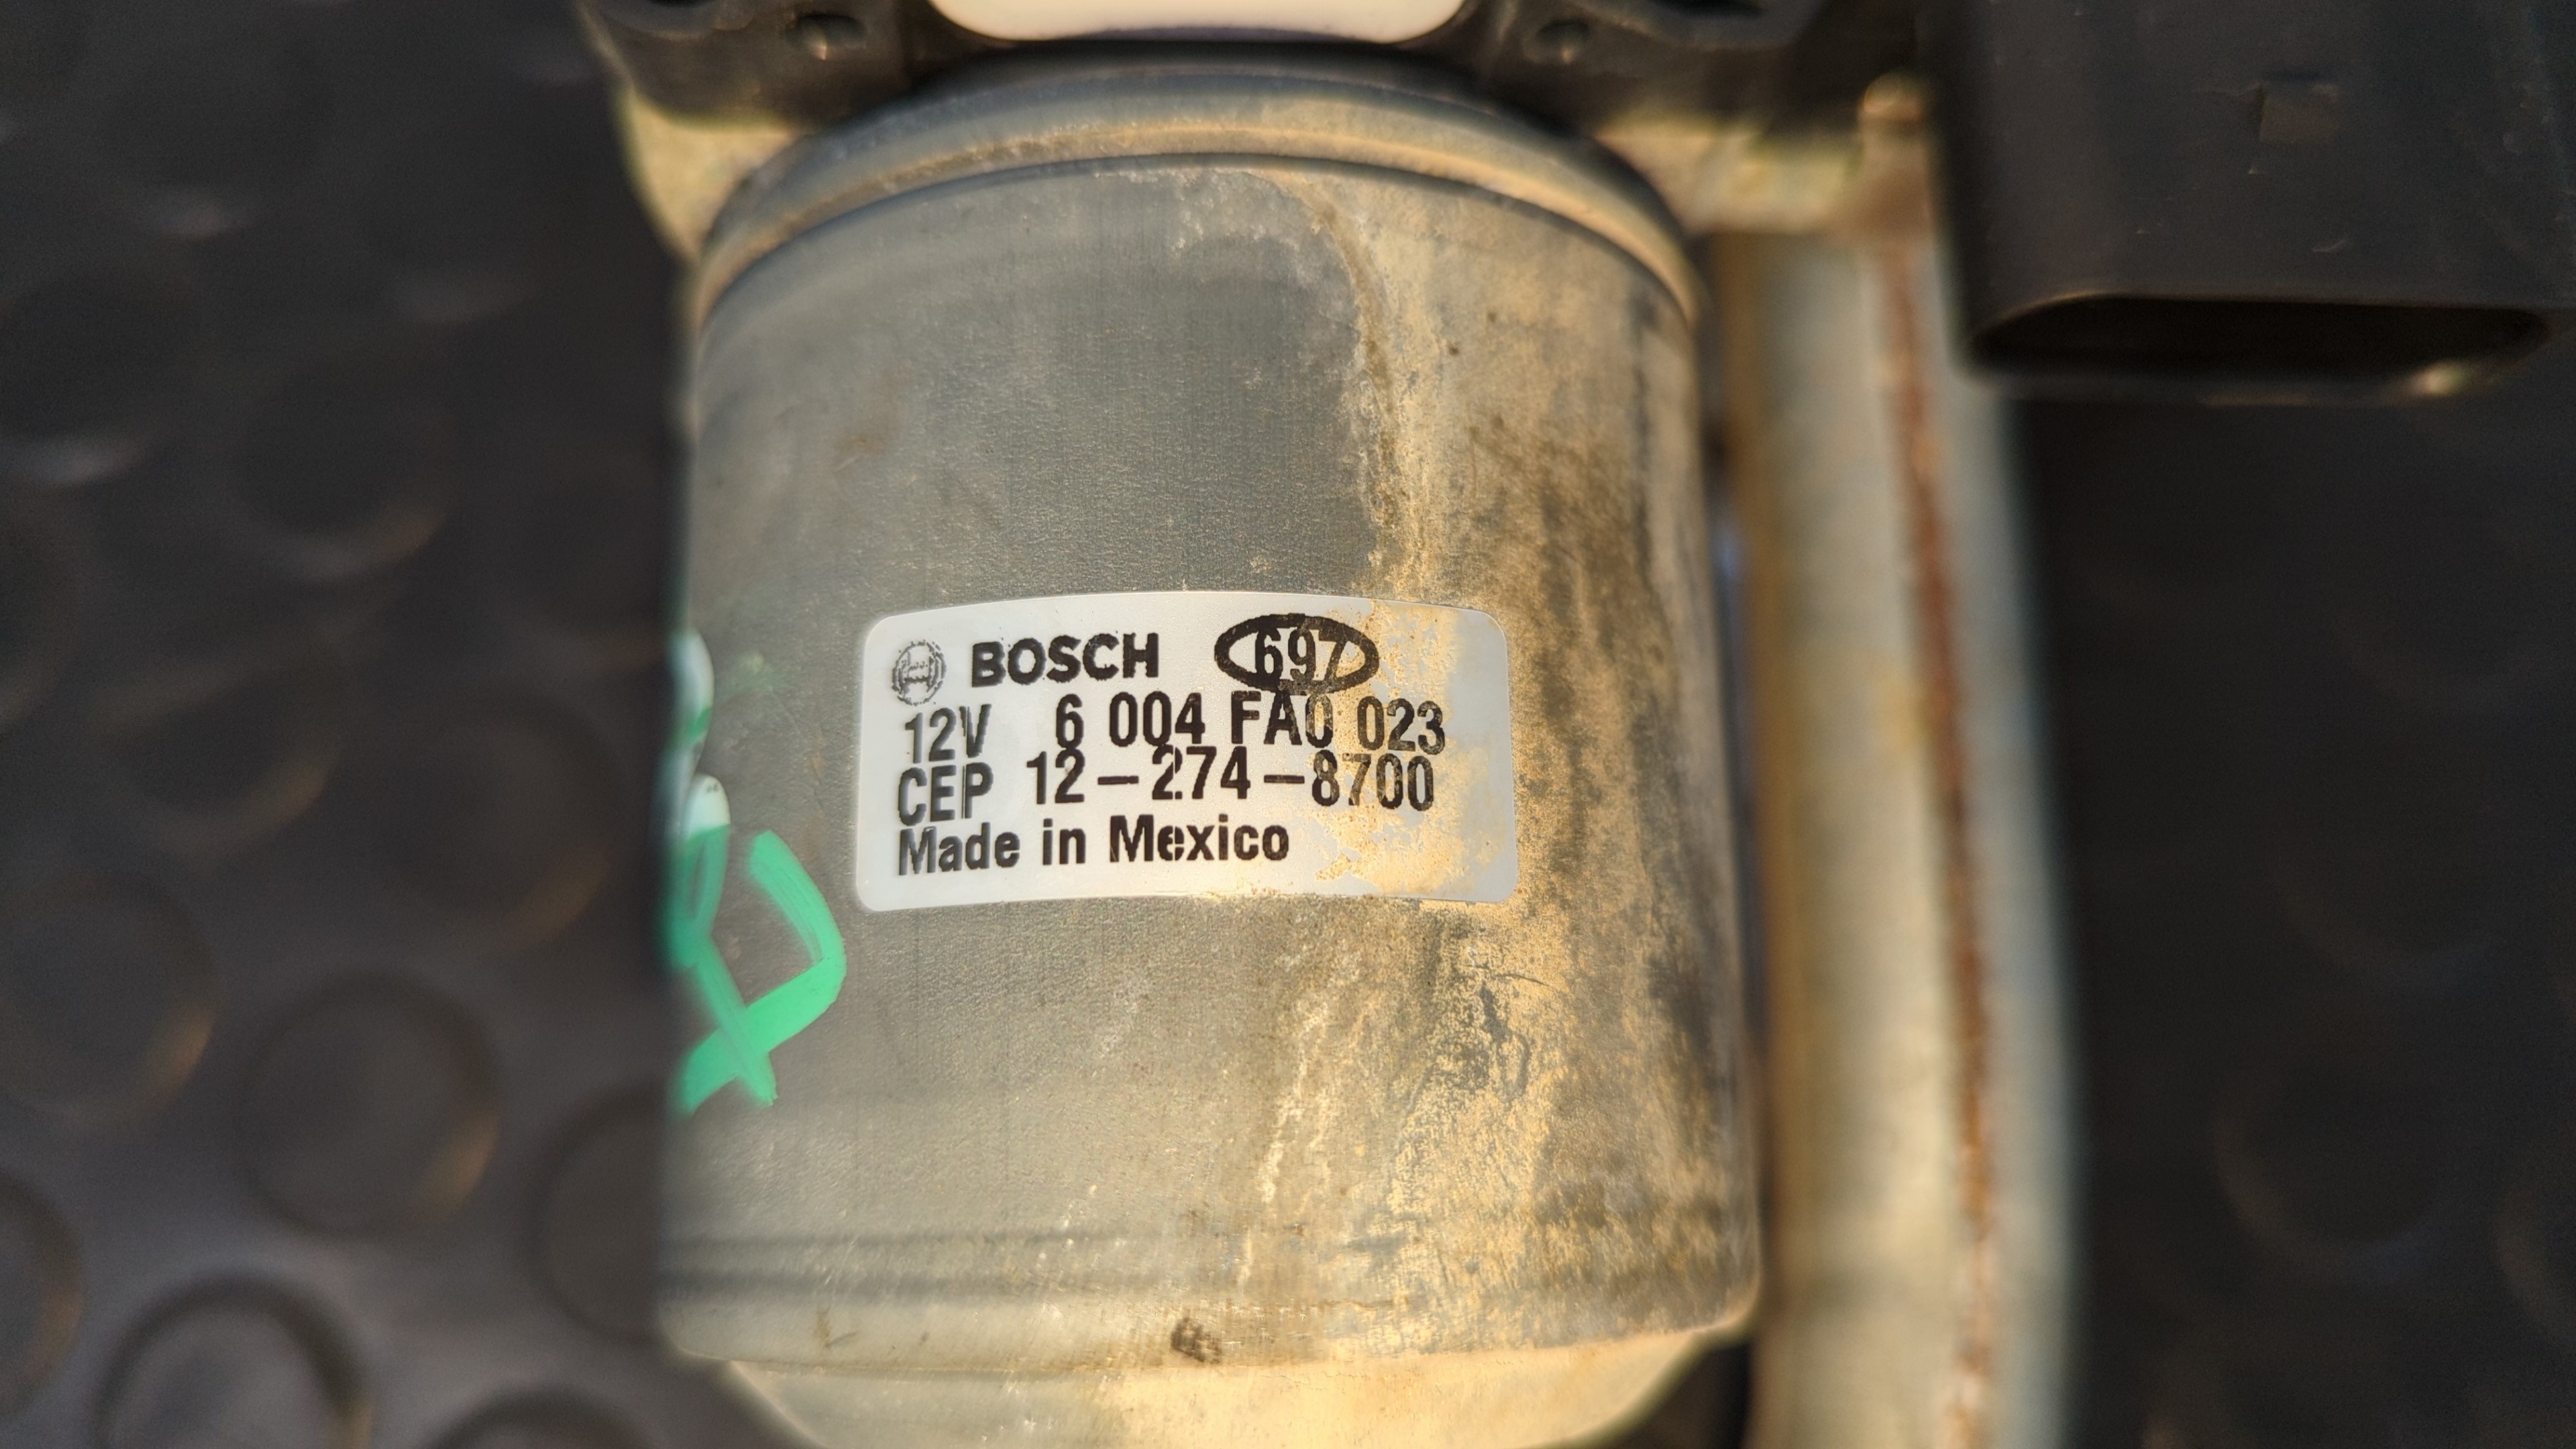 BOSCH 697
12V 6 004 FA0 023
CEP 12-274-8700
Made in Mexico